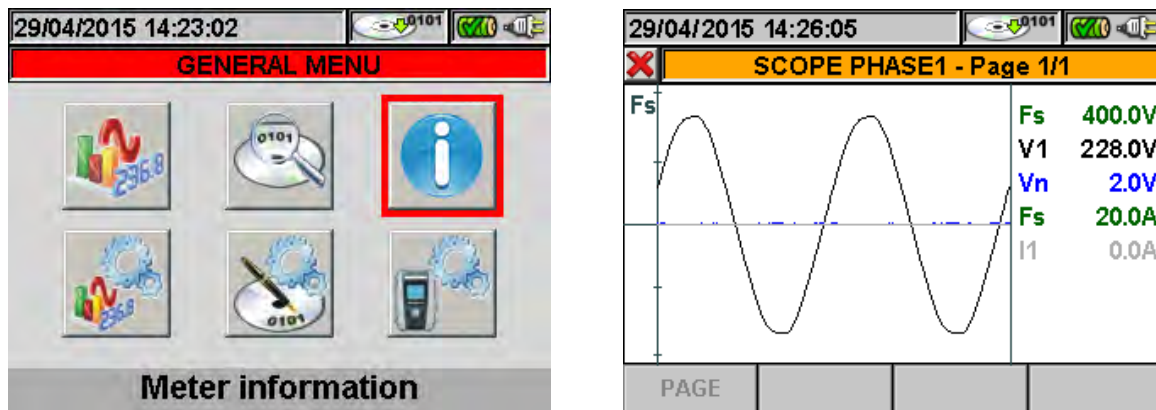 29/04/2015 14:23:02
0101
GENERAL MENU
236.8
0101
236.8
0101
Meter information
29/04/2015 14:26:05
0101
SCOPE PHASE1 - Page 1/1
Fs
Fs 400.0V
V1 228.0V
Vn 2.0V
Fs 20.0A
I1 0.0A
PAGE